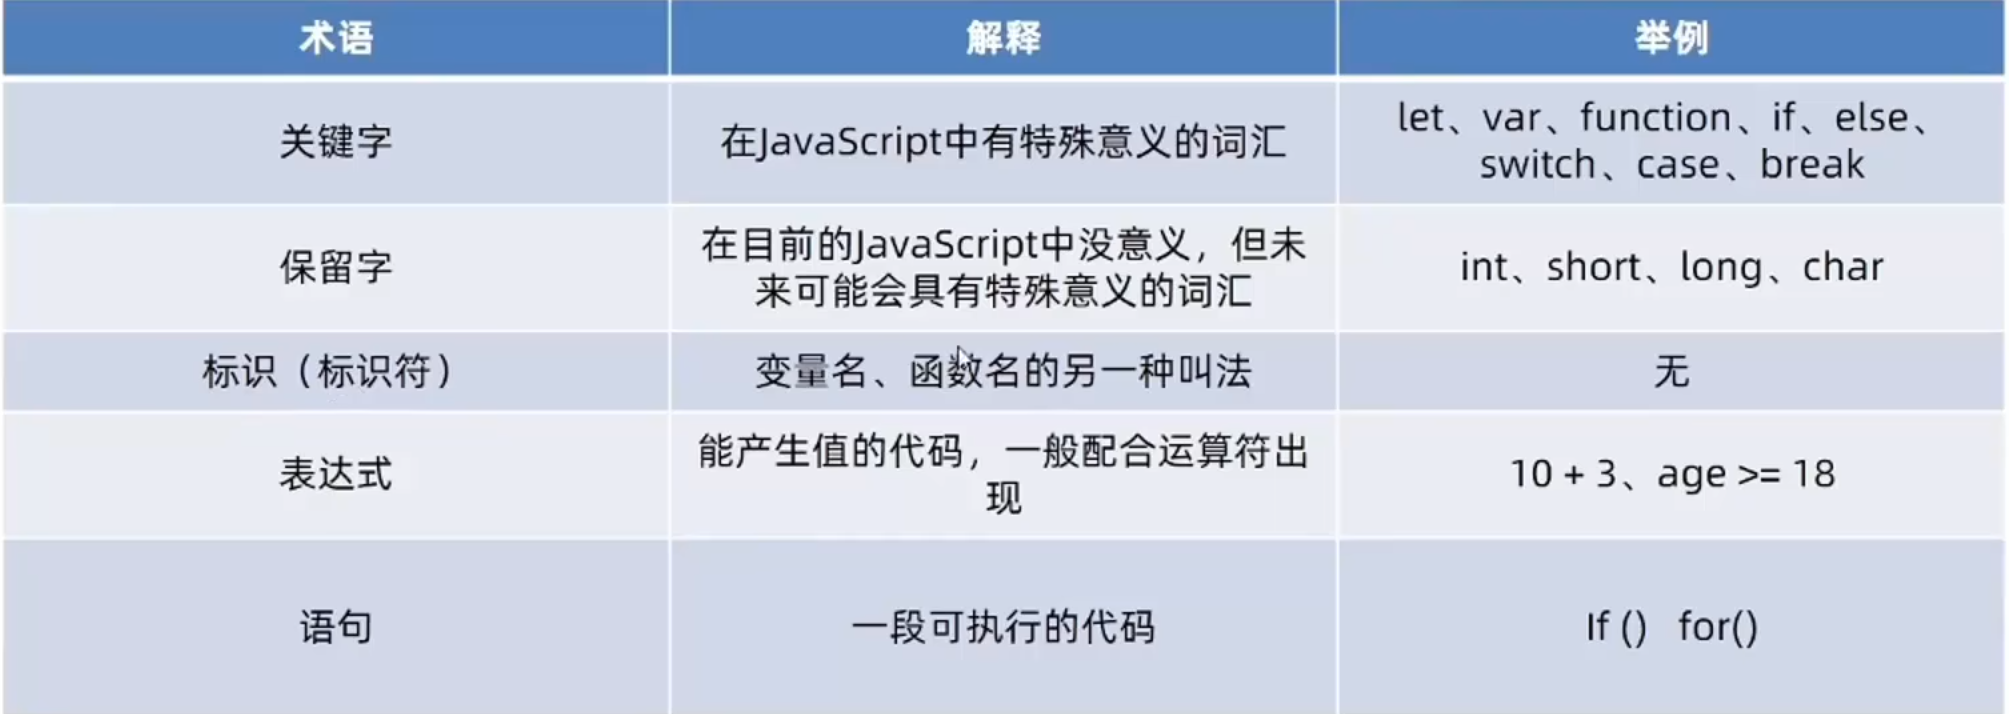 术语
解释
举例
关键字
在JavaScript中有特殊意义的词汇
let、var、function、if、else、
switch、case、break
保留字
在目前的JavaScript中没意义，但未
来可能会具有特殊意义的词汇
int、short、long、char
标识（标识符）
变量名、函数名的另一种叫法
无
表达式
能产生值的代码，一般配合运算符出
现
10 + 3、age >= 18
语句
一段可执行的代码
If () for()